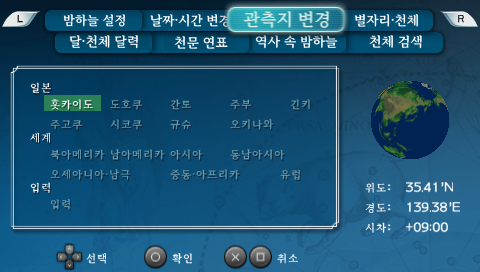 L 밤하늘 설정 날짜·시간 변경 관측지 변경 별자리·천체 R
달·천체 달력 천문 연표 역사 속 밤하늘 천체 검색
일본
홋카이도 도호쿠 간토 주부 긴키
주고쿠 시코쿠 규슈 오키나와
세계
북아메리카 남아메리카 아시아 동남아시아
오세아니아·남극 중동·아프리카 유럽
입력
입력
위도: 35.41'N
경도: 139.38'E
시차: +09:00
선택 확인 취소